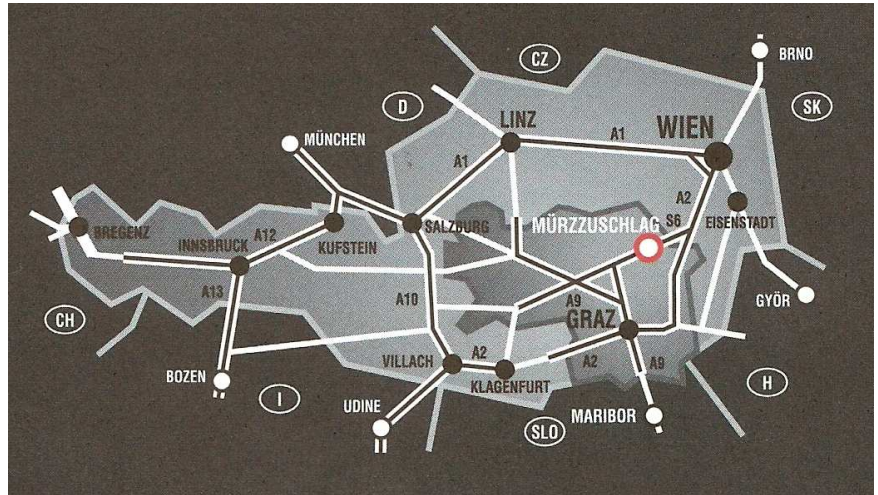 CZ
BRNO
D
SK
LINZ
A1
WIEN
MÜNCHEN
A1
A2
S6
BREGENZ
INNSBRUCK
A12
KUFSTEIN
SALZBURG
MÜRZZUSCHLAG
EISENSTADT
A13
A10
A9
GRAZ
GYÖR
CH
VILLACH
A2
KLAGENFURT
A2
A9
BOZEN
I
UDINE
SLO
MARIBOR
H